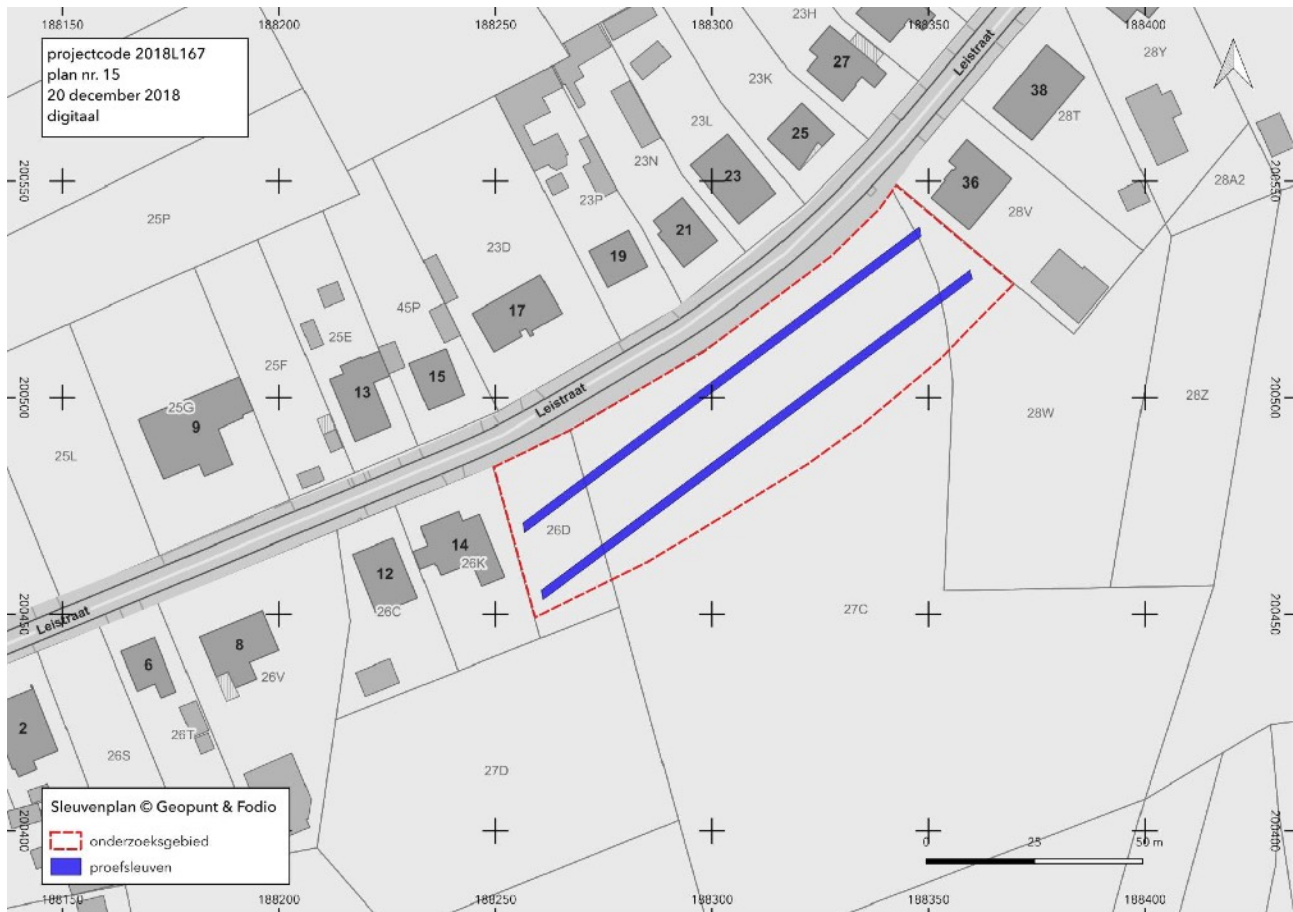 188150 188200 188250 188300 188350 188400
projectcode 2018L167
plan nr. 15
20 december 2018
digitaal
23H
27
Leistraat
28Y
38
28T
23K
25
23L
23N
23
200550
200550
28A2
36
28V
23P
25P
21
23D
19
45P
17
25E
25F
15
13
25G
9
200500
200500
Leistraat
28W
28Z
25L
26D
14
26K
12
26C
27C
200450
200450
Leistraat
8
6
26V
2
26T
26S
27D
Sleuvenplan © Geopunt & Fodio
onderzoeksgebied
proefsleuven
200400
200400
0 25 50 m
188150 188200 188250 188300 188350 188400